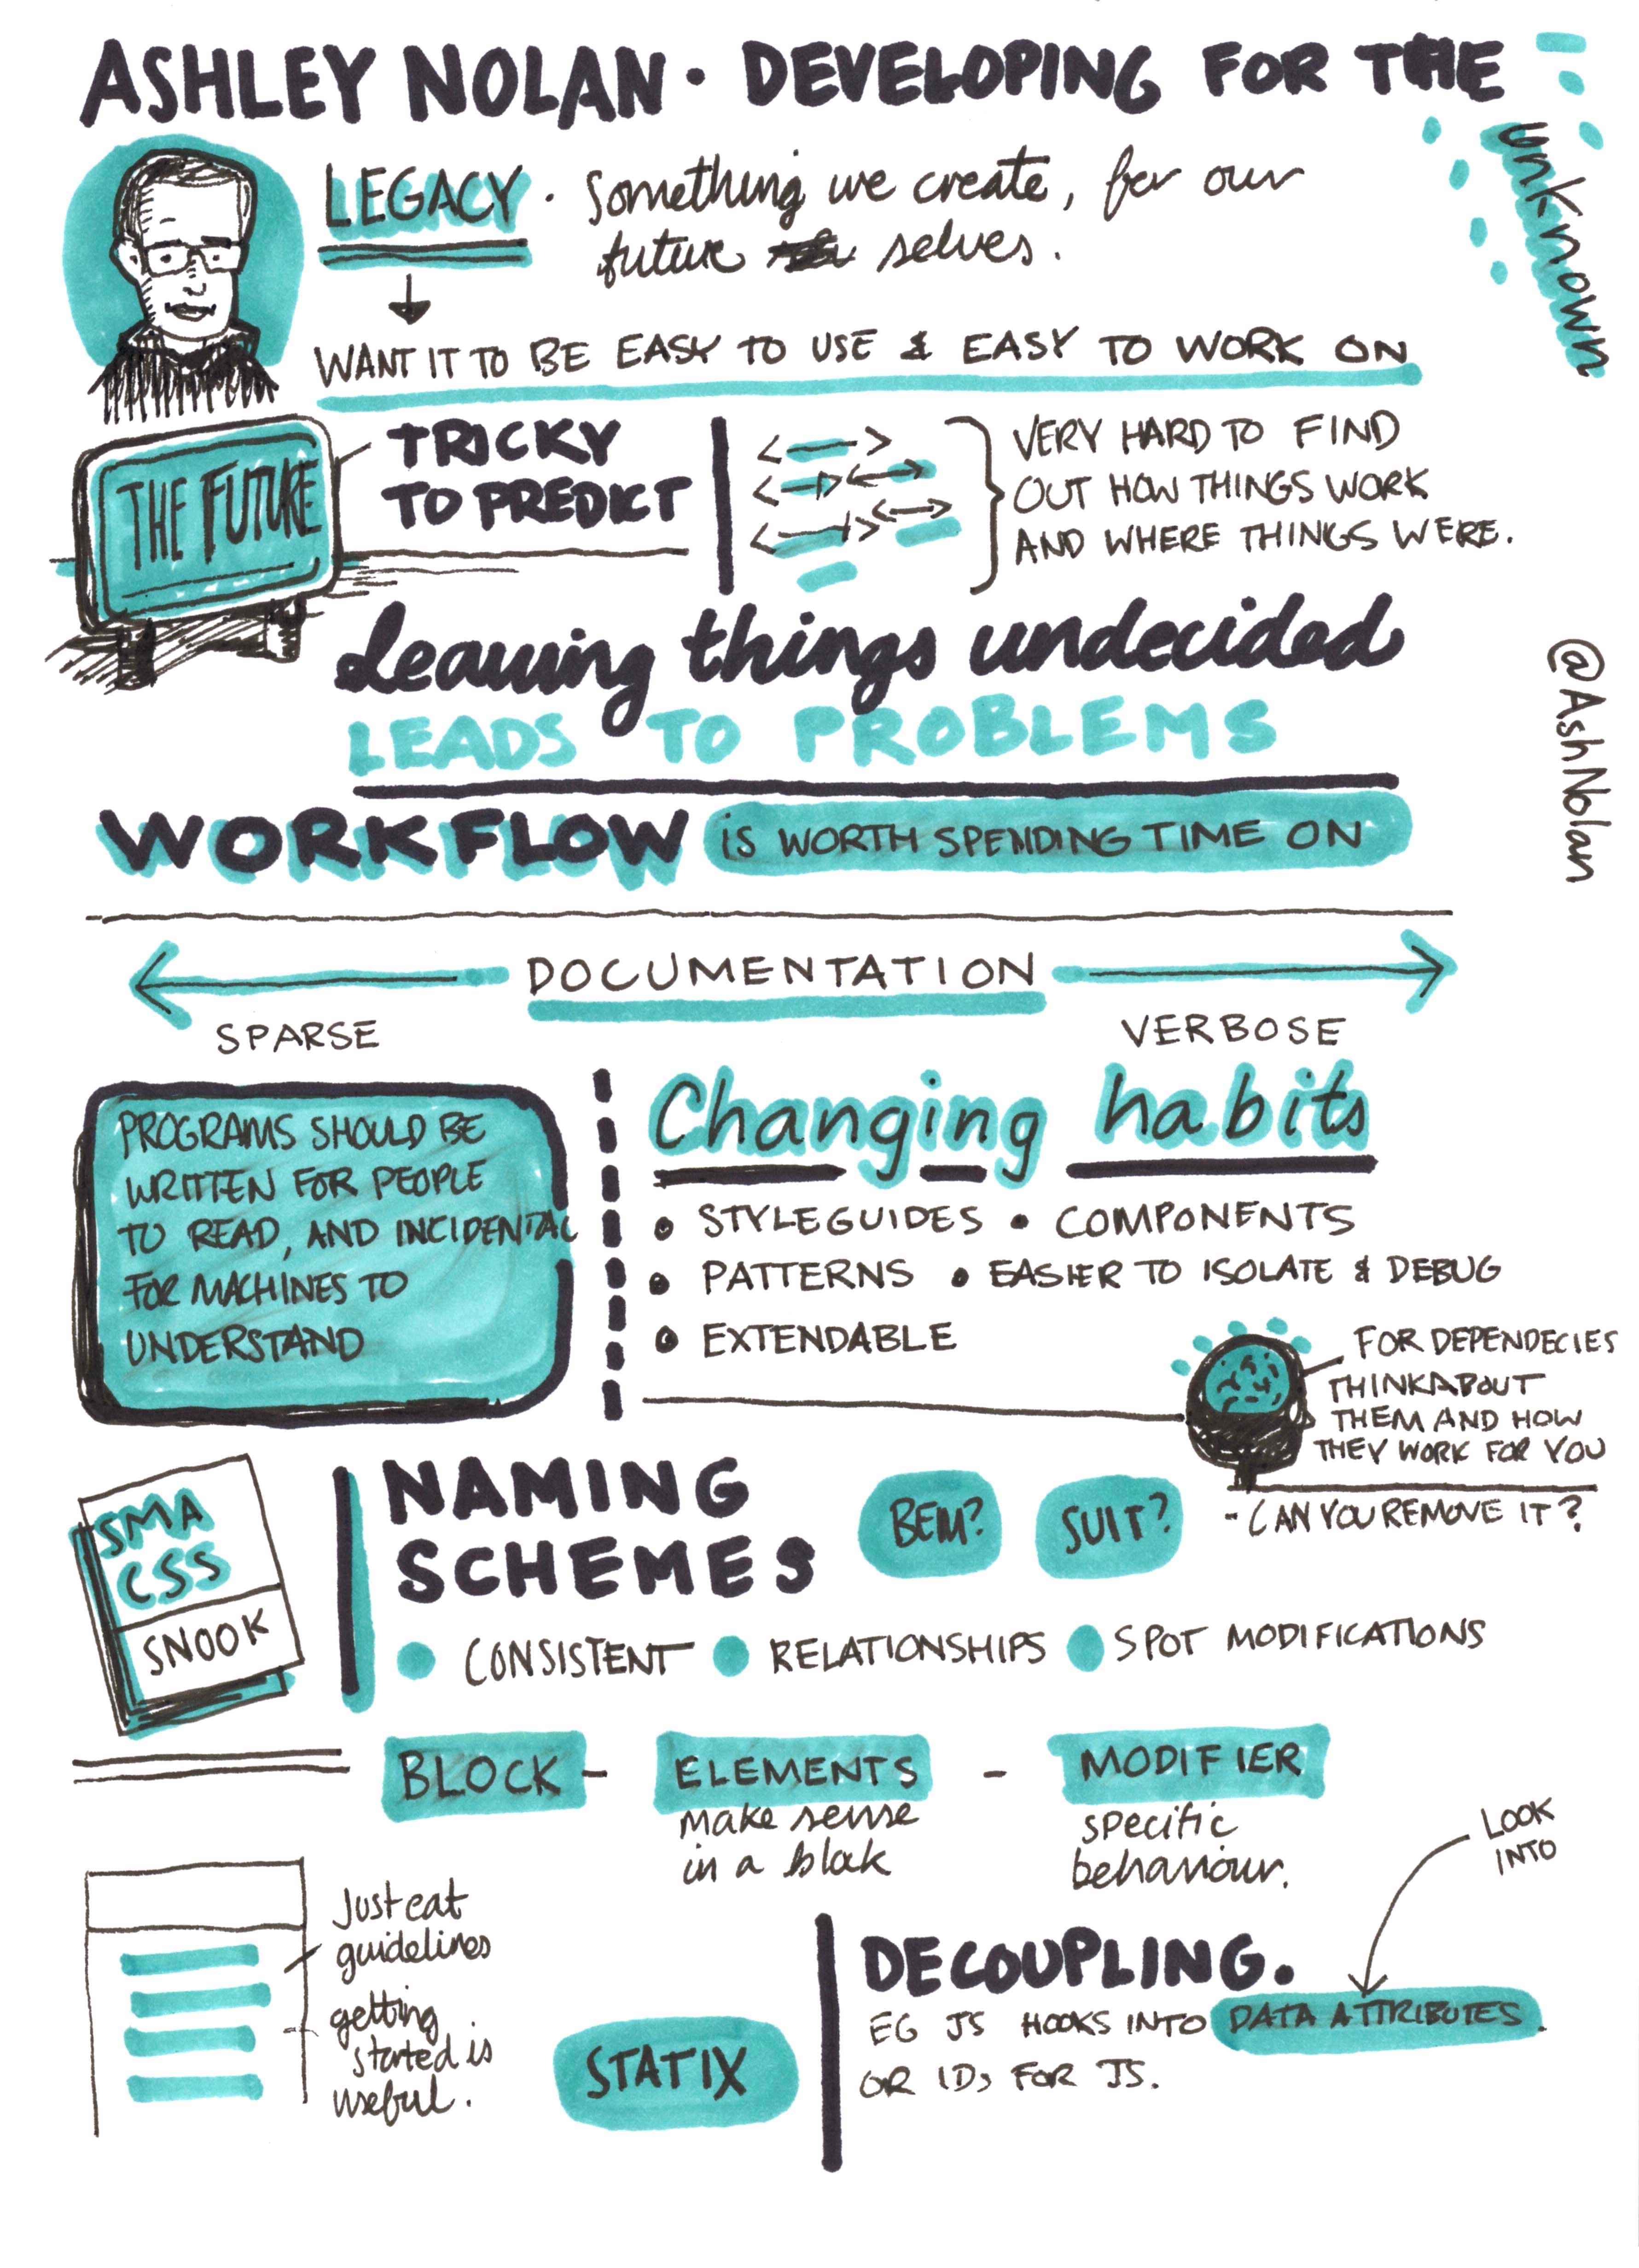 ASHLEY NOLAN · DEVELOPING FOR THE
unknown
LEGACY · Something we create, for our
future selves.
WANT IT TO BE EASY TO USE & EASY TO WORK ON
THE FUTURE
TRICKY
TO PREDICT
VERY HARD TO FIND
OUT HOW THINGS WORK
AND WHERE THINGS WERE.
Leaving things undecided
LEADS TO PROBLEMS
@AshNolan
WORKFLOW IS WORTH SPENDING TIME ON
DOCUMENTATION
SPARSE
VERBOSE
PROGRAMS SHOULD BE
WRITTEN FOR PEOPLE
TO READ, AND INCIDENTAL
FOR MACHINES TO
UNDERSTAND
Changing habits
• STYLEGUIDES • COMPONENTS
• PATTERNS • EASIER TO ISOLATE & DEBUG
• EXTENDABLE
FOR DEPENDECIES
THINK ABOUT
THEM AND HOW
THEY WORK FOR YOU
- CAN YOU REMOVE IT?
SMA
CSS
SNOOK
NAMING
SCHEMES
BEM?
SUIT?
• CONSISTENT • RELATIONSHIPS • SPOT MODIFICATIONS
BLOCK - ELEMENTS - MODIFIER
make sense
in a block
specific
behaviour.
LOOK
INTO
Just eat
guidelines
getting
started is
useful.
STATIX
DECOUPLING.
EG JS HOOKS INTO DATA ATTRIBUTES.
OR IDs FOR JS.